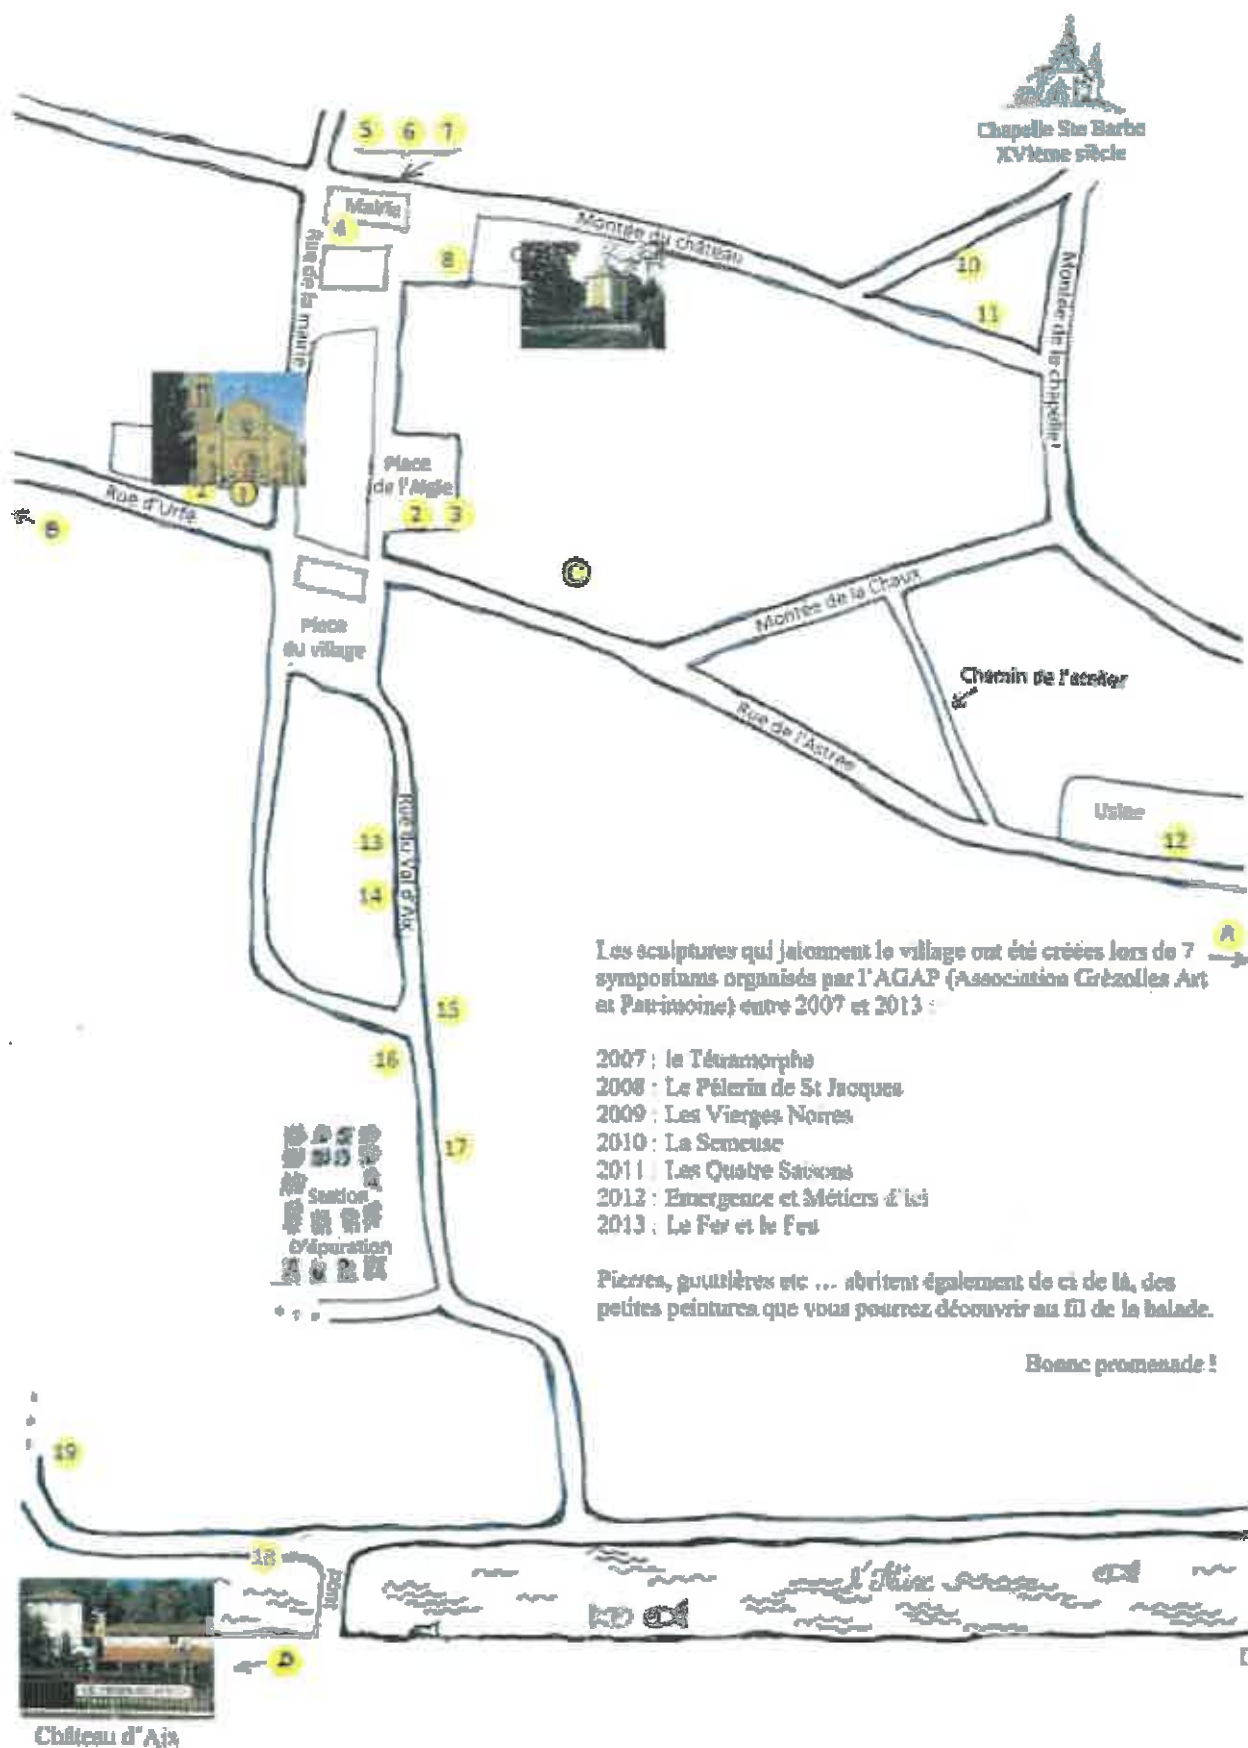 Chapelle Ste Barbe
XVIème siècle
5 6 7
Mairie
4
Rue de la mairie
8
Montée du château
10
11
Montée de la chapelle
1
Rue d'Urfé
B
Place
de l'Aigle
2 3
C
Place
du village
Montée de la Chaux
Chemin de l'atelier
Rue de l'Astrée
Usine
12
13
Rue du Val d'Aix
14
A
Les sculptures qui jalonnent le village ont été créées lors de 7
symposiums organisés par l'AGAP (Association Grézolles Art
et Patrimoine) entre 2007 et 2013 :
15
16
2007 : le Tétramorphe
2008 : Le Pélerin de St Jacques
2009 : Les Vierges Noires
2010 : La Semeuse
2011 : Les Quatre Saisons
2012 : Emergence et Métiers d'ici
2013 : Le Fer et le Feu
17
Station
D'épuration
Pierres, gouttières etc … abritent également de ci de là, des
petites peintures que vous pourrez découvrir au fil de la balade.
Bonne promenade !
19
18
pont
l'Aix
D
Château d'Aix